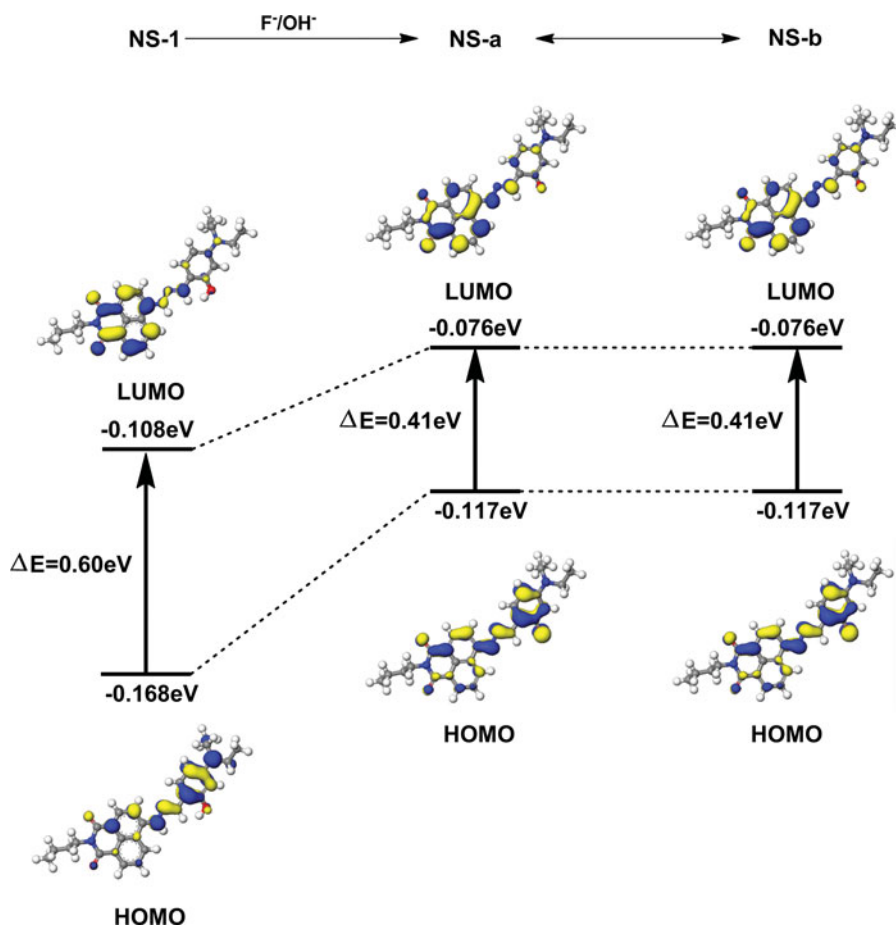 F⁻/OH⁻
NS-1 NS-a NS-b
LUMO LUMO
-0.076eV -0.076eV
LUMO
-0.108eV
ΔE=0.41eV ΔE=0.41eV
-0.117eV -0.117eV
ΔE=0.60eV
-0.168eV
HOMO HOMO
HOMO